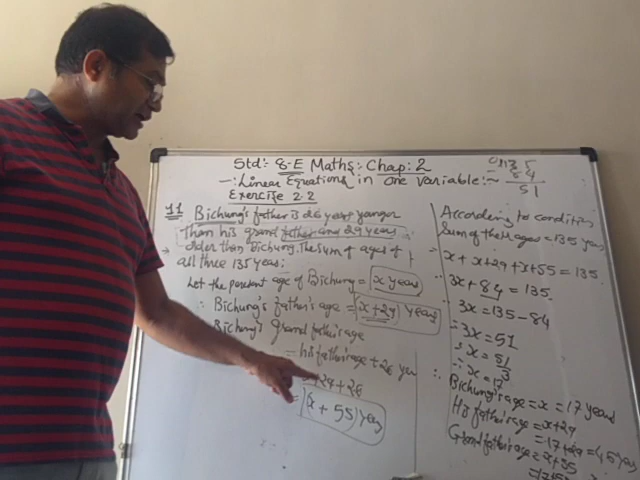 Std:- 8-E Maths: Chap: 2
-: Linear Equations in one variable:~
Exercise 2.2
135
84
51
11 Bichung's father is 26 years younger
than his grand father and 29 years
older than Bichung. The sum of ages of
all three 135 years;
Let the present age of Bichung = x years
∴ Bichung's father's age = (x+29) years
Bichung's Grand father's age
= his father's age + 26 years
+29+26
= (x + 55) years
According to condition
Sum of the ages = 135 years
x + x+29 + x+55 = 135
∴ 3x + 84 = 135
3x = 135 - 84
∴ 3x = 51
∴ x = 51/3
∴ x = 17
∴ Bichung's age = x = 17 years
His father's age = x+29
= 17+29 = 45 years
Grand father's age = x+55